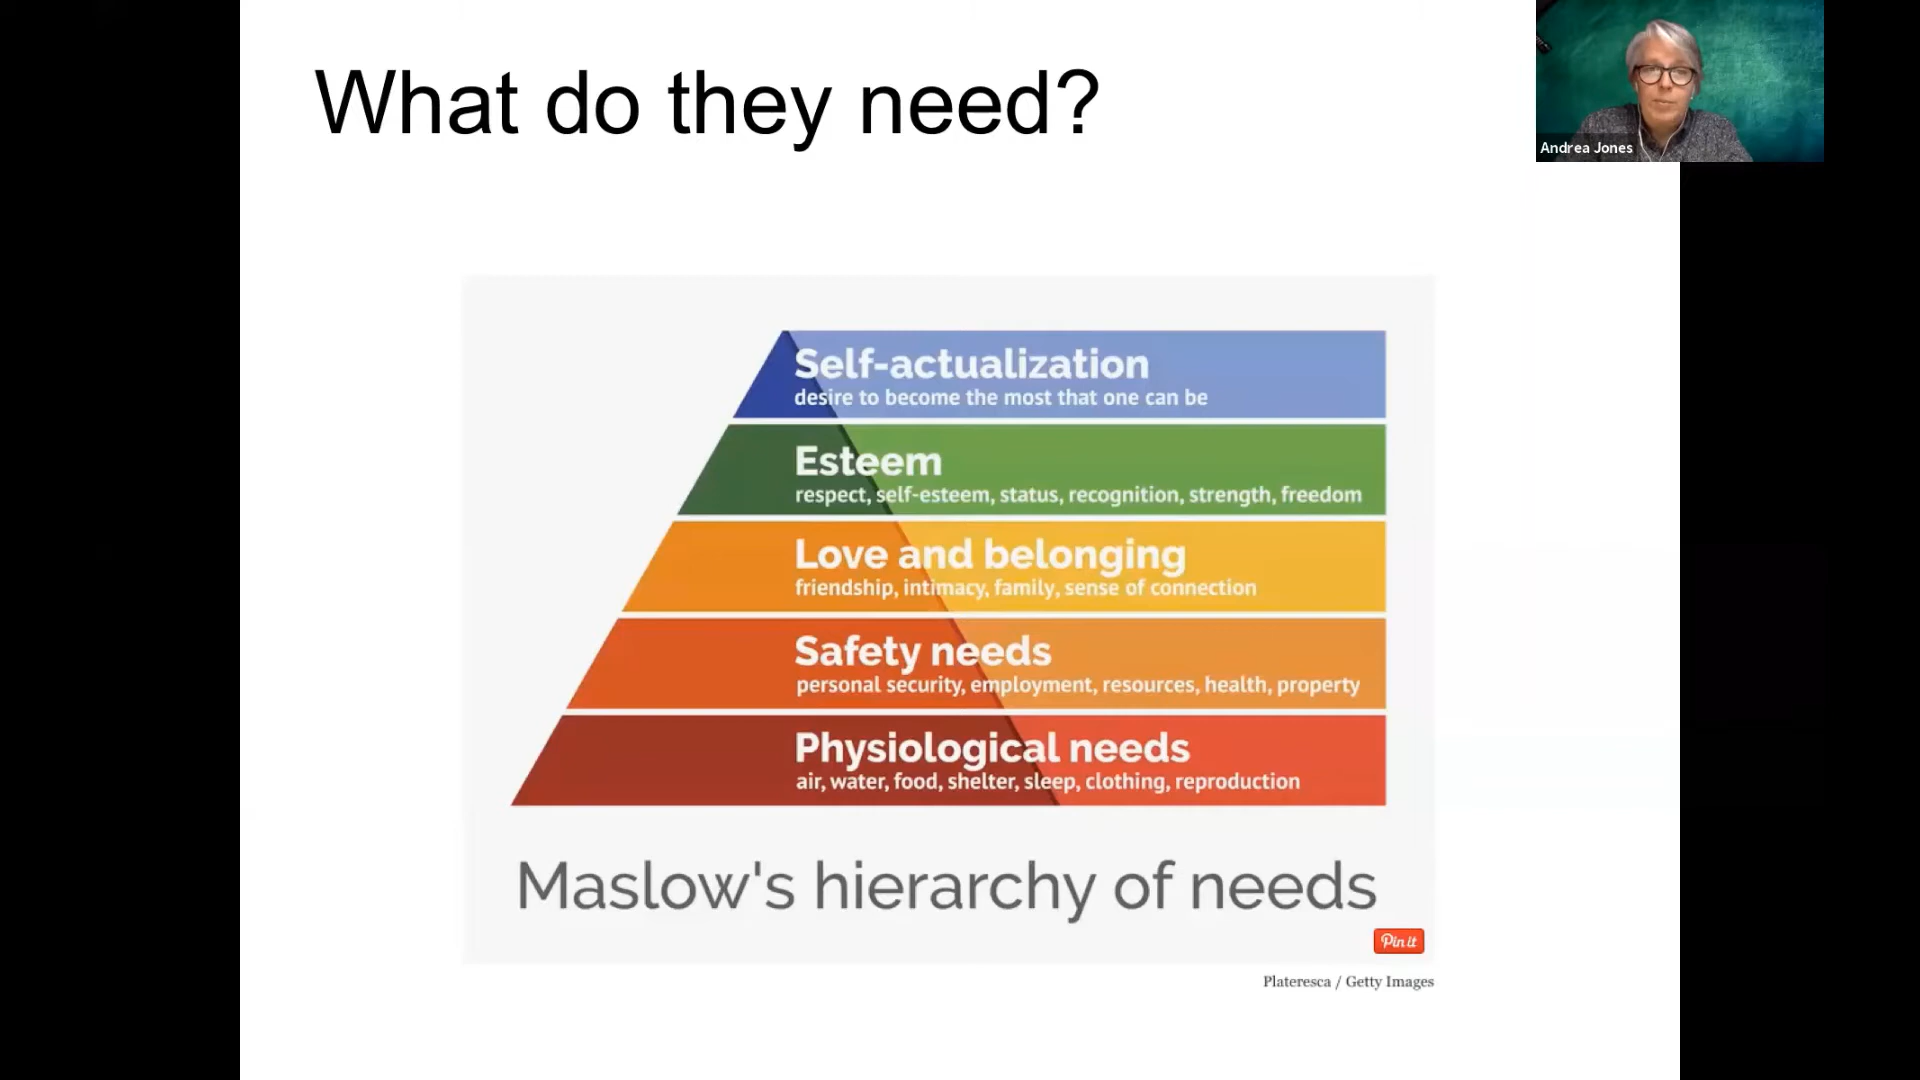 What do they need?
Andrea Jones
Self-actualization
desire to become the most that one can be
Esteem
respect, self-esteem, status, recognition, strength, freedom
Love and belonging
friendship, intimacy, family, sense of connection
Safety needs
personal security, employment, resources, health, property
Physiological needs
air, water, food, shelter, sleep, clothing, reproduction
Maslow's hierarchy of needs
Pin it
Plateresca / Getty Images